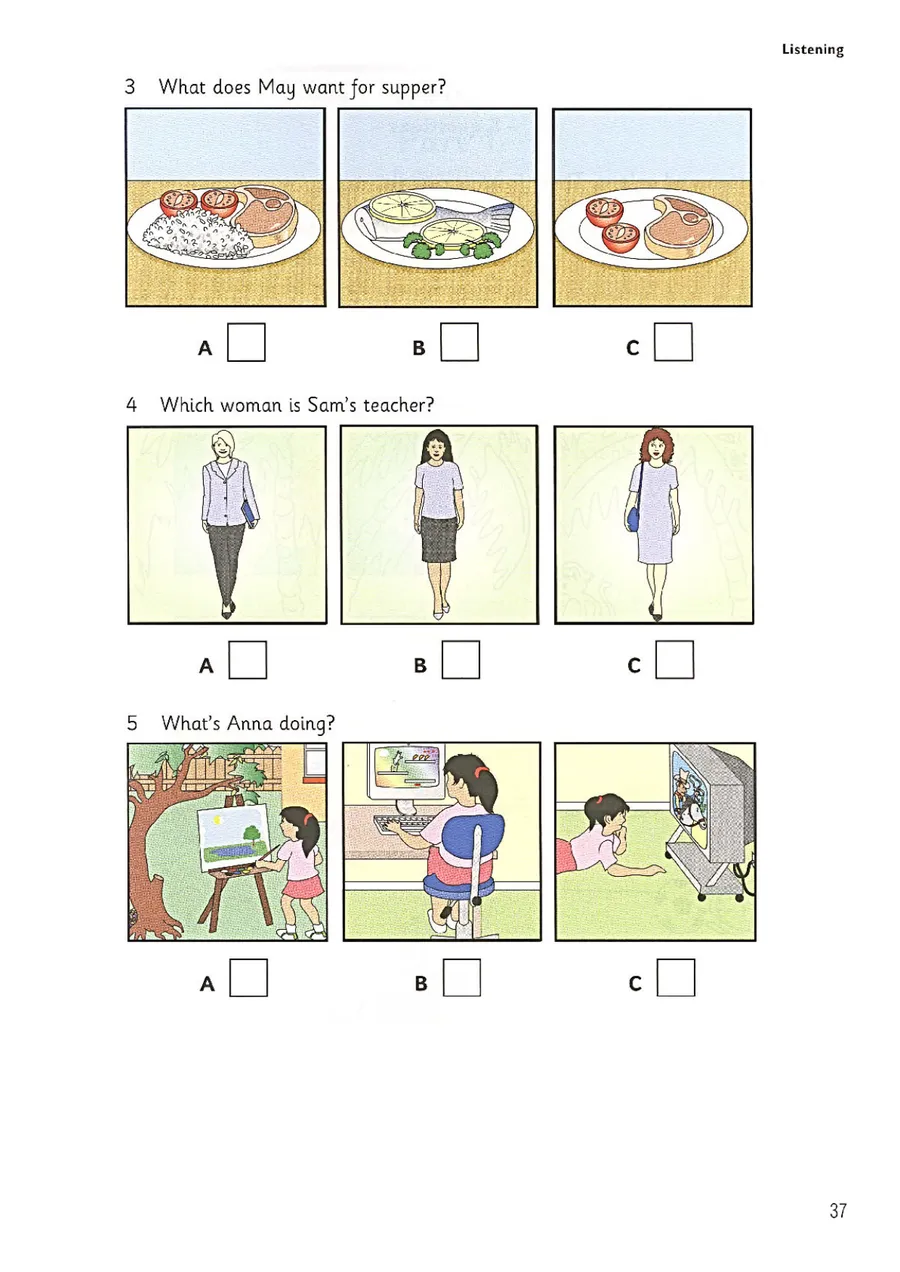 Listening
3 What does May want for supper?
A B C
4 Which woman is Sam's teacher?
A B C
5 What's Anna doing?
A B C
37